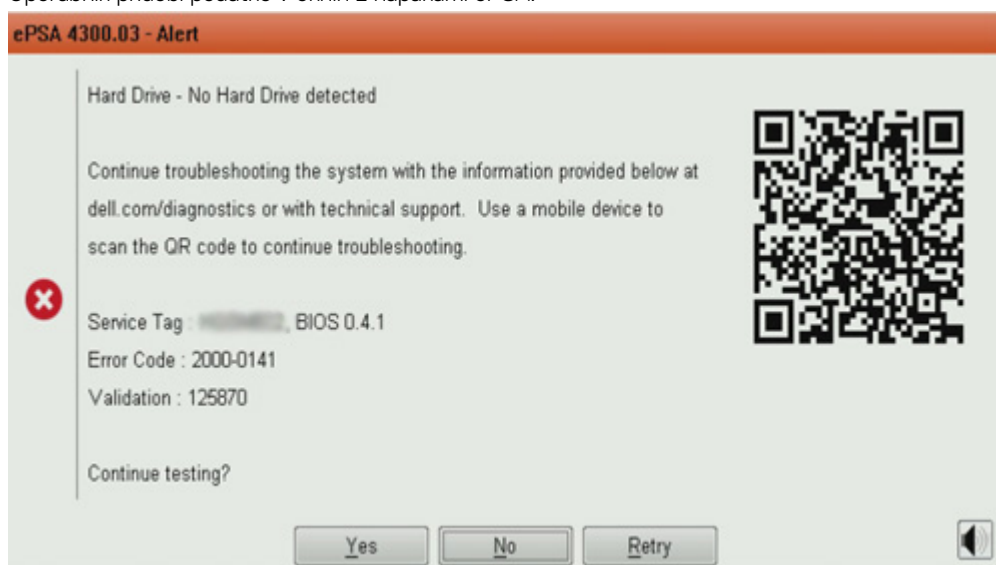 ePSA 4300.03 - Alert
Hard Drive - No Hard Drive detected
Continue troubleshooting the system with the information provided below at
dell.com/diagnostics or with technical support. Use a mobile device to
scan the QR code to continue troubleshooting.
Service Tag : , BIOS 0.4.1
Error Code : 2000-0141
Validation : 125870
Continue testing?
Yes
No
Retry